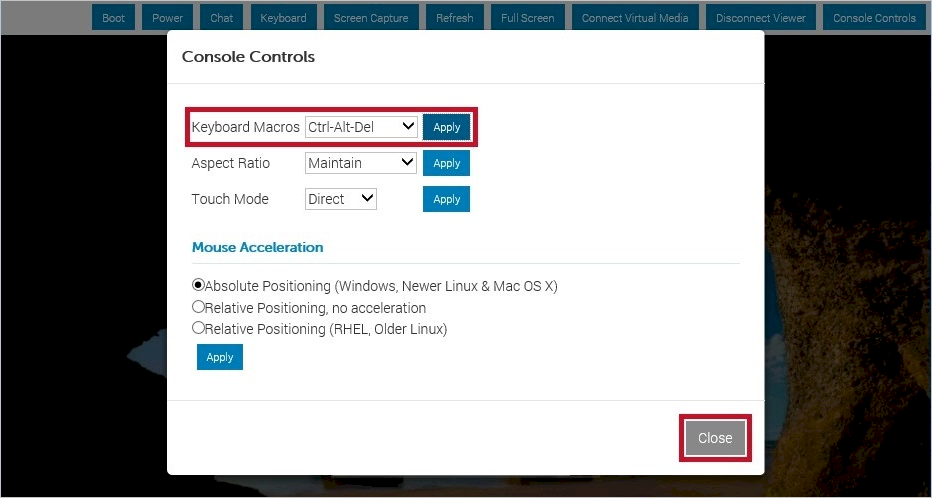 Boot Power Chat Keyboard Screen Capture Refresh Full Screen Connect Virtual Media Disconnect Viewer Console Controls
Console Controls
Keyboard Macros Ctrl-Alt-Del Apply
Aspect Ratio Maintain Apply
Touch Mode Direct Apply
Mouse Acceleration
Absolute Positioning (Windows, Newer Linux & Mac OS X)
Relative Positioning, no acceleration
Relative Positioning (RHEL, Older Linux)
Apply
Close